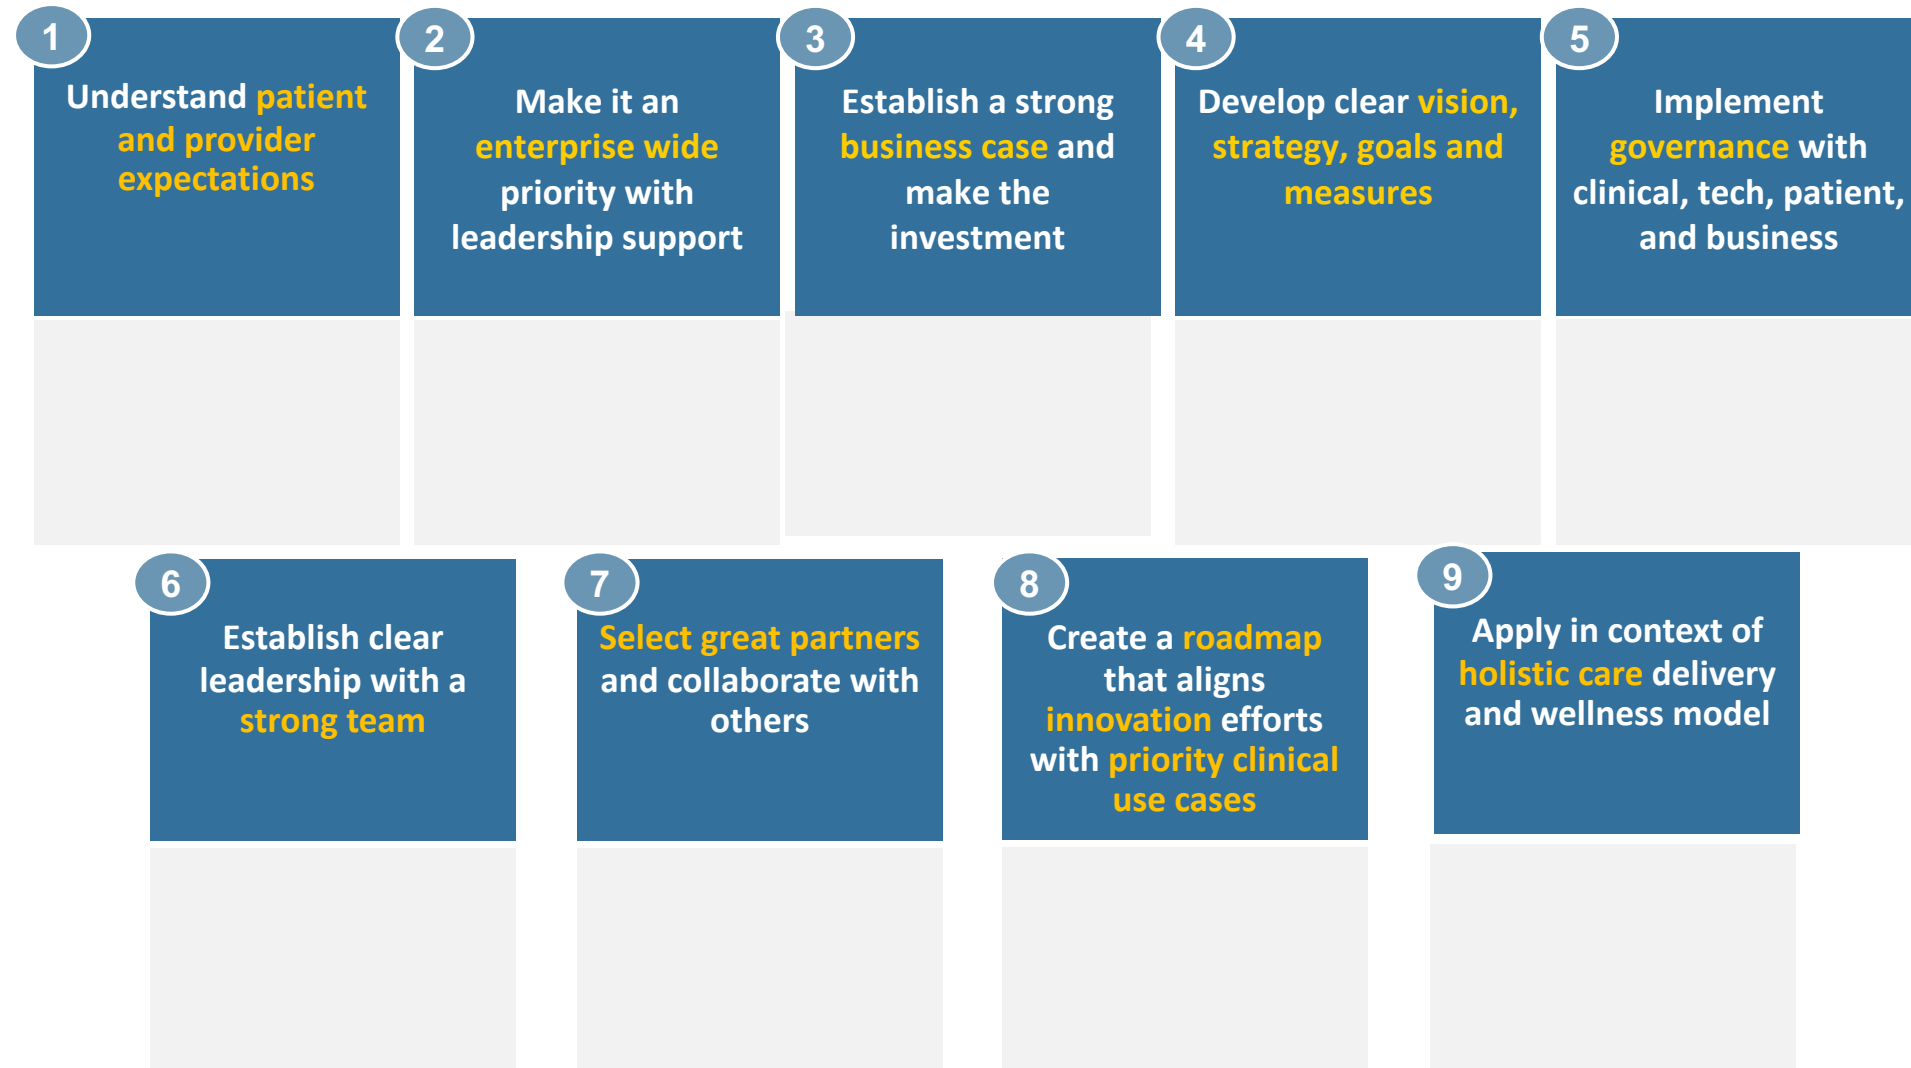 1
Understand patient
and provider
expectations
2
Make it an
enterprise wide
priority with
leadership support
3
Establish a strong
business case and
make the
investment
4
Develop clear vision,
strategy, goals and
measures
5
Implement
governance with
clinical, tech, patient,
and business
6
Establish clear
leadership with a
strong team
7
Select great partners
and collaborate with
others
8
Create a roadmap
that aligns
innovation efforts
with priority clinical
use cases
9
Apply in context of
holistic care delivery
and wellness model